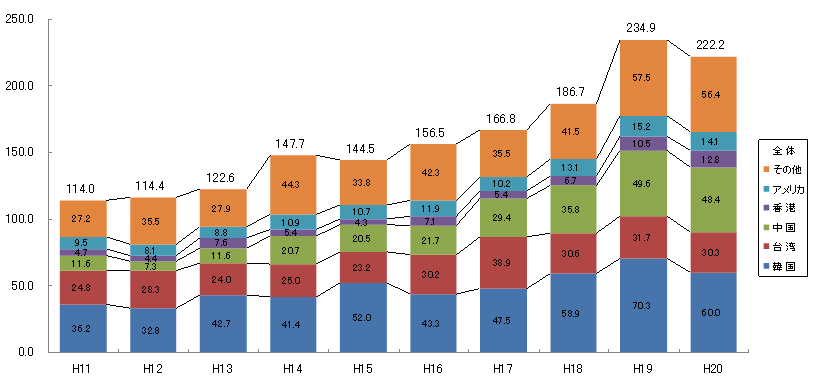 250.0
200.0
150.0
100.0
50.0
0.0
114.0 114.4 122.6 147.7 144.5 156.5 166.8 186.7 234.9 222.2
27.2 35.5 27.9 44.3 33.8 42.3 35.5 41.5 57.5 56.4
9.5 8.1 8.8 10.9 10.7 11.9 10.2 13.1 15.2 14.1
4.7 4.4 7.6 5.4 4.3 7.1 5.4 6.7 10.5 12.8
11.6 7.3 11.6 20.7 20.5 21.7 29.4 35.8 49.6 48.4
24.8 28.3 24.0 25.0 23.2 30.2 38.9 30.6 31.7 30.3
36.2 32.8 42.7 41.4 52.0 43.3 47.5 58.9 70.3 60.0
H11 H12 H13 H14 H15 H16 H17 H18 H19 H20
全体
その他
アメリカ
香港
中国
台湾
韓国